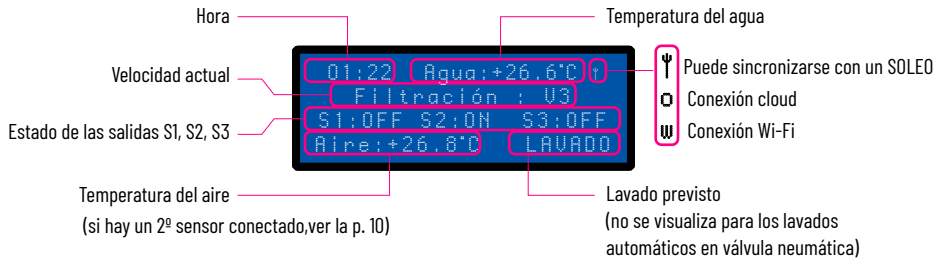 Hora
Temperatura del agua
01:22 Agua:+26.6°C
Velocidad actual
Filtración : V3
Puede sincronizarse con un SOLEO
Conexión cloud
Conexión Wi-Fi
Estado de las salidas S1, S2, S3
S1:OFF S2:ON S3:OFF
Aire:+26.8°C LAVADO
Temperatura del aire
(si hay un 2º sensor conectado,ver la p. 10)
Lavado previsto
(no se visualiza para los lavados
automáticos en válvula neumática)